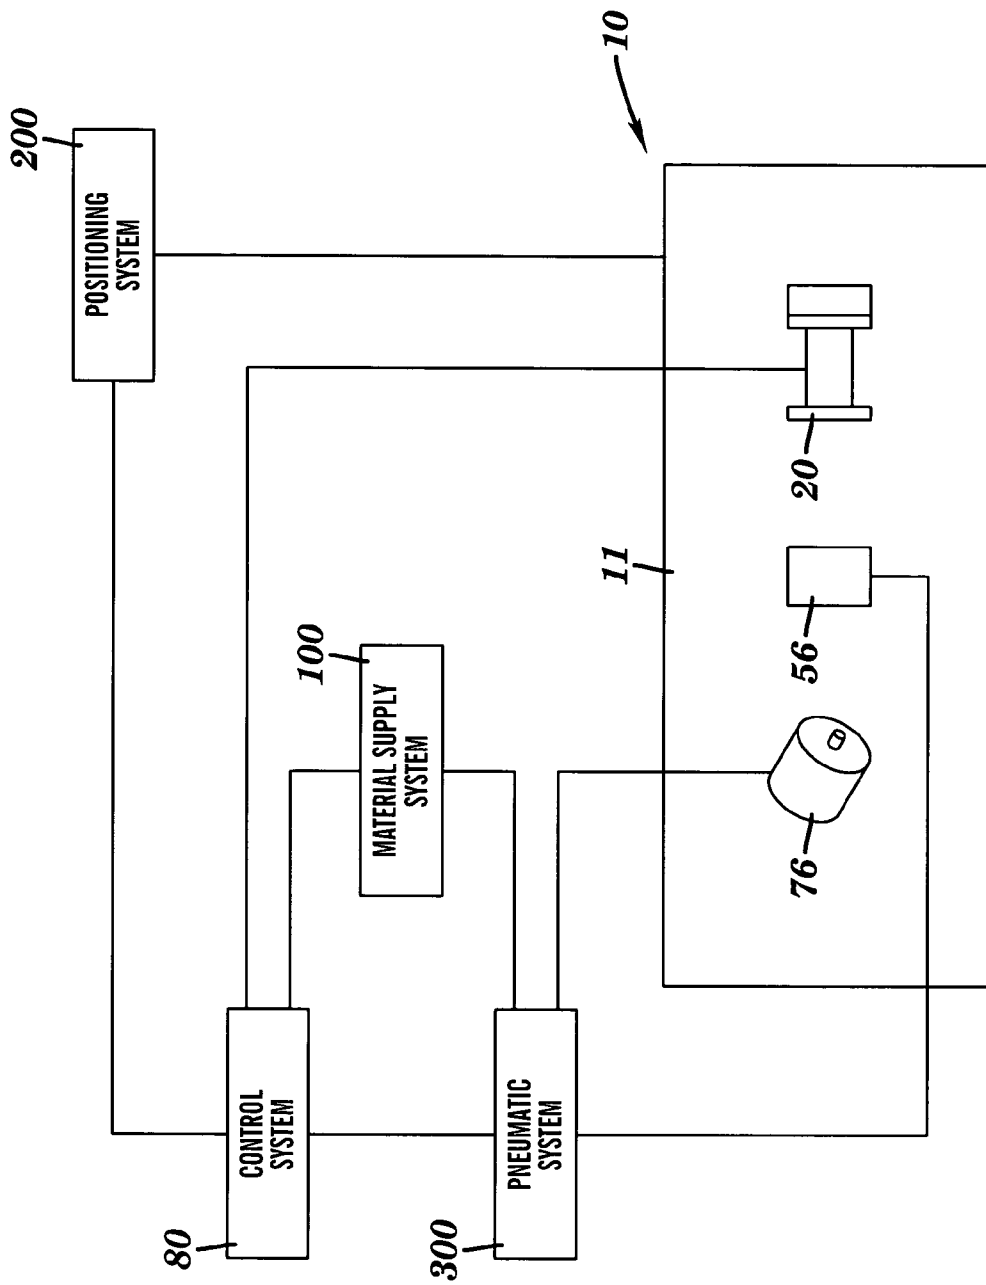 200
POSITIONING
SYSTEM
10
80
CONTROL
SYSTEM
100
MATERIAL SUPPLY
SYSTEM
11
300
PNEUMATIC
SYSTEM
76
56
20